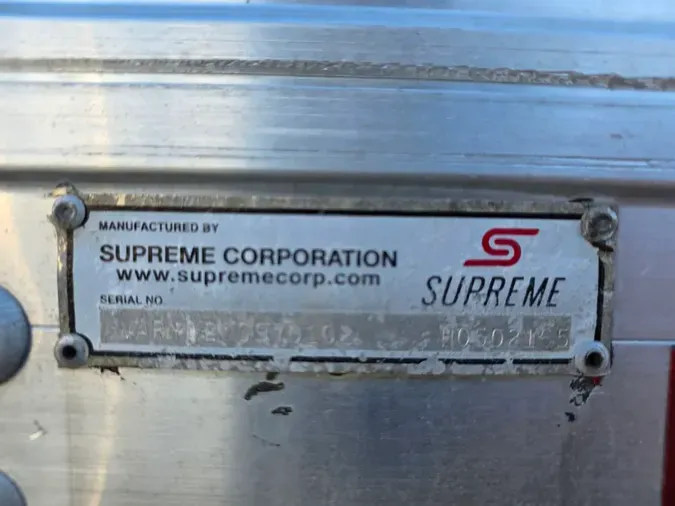 MANUFACTURED BY
SUPREME CORPORATION
www.supremecorp.com
SUPREME
SERIAL NO